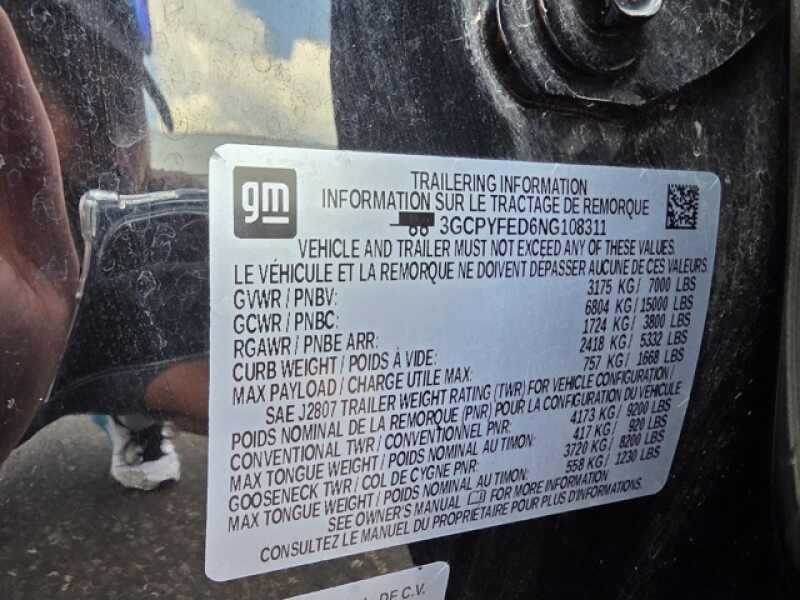 gm
TRAILERING INFORMATION
INFORMATION SUR LE TRACTAGE DE REMORQUE
3GCPYFED6NG108311
VEHICLE AND TRAILER MUST NOT EXCEED ANY OF THESE VALUES.
LE VÉHICULE ET LA REMORQUE NE DOIVENT DÉPASSER AUCUNE DE CES VALEURS.
GVWR / PNBV: 3175 KG / 7000 LBS
GCWR / PNBC: 6804 KG / 15000 LBS
RGAWR / PNBE ARR: 1724 KG / 3800 LBS
CURB WEIGHT / POIDS À VIDE: 2418 KG / 5332 LBS
MAX PAYLOAD / CHARGE UTILE MAX: 757 KG / 1668 LBS
SAE J2807 TRAILER WEIGHT RATING (TWR) FOR VEHICLE CONFIGURATION /
POIDS NOMINAL DE LA REMORQUE (PNR) POUR LA CONFIGURATION DU VÉHICULE
CONVENTIONAL TWR / CONVENTIONNEL PNR: 4173 KG / 9200 LBS
MAX TONGUE WEIGHT / POIDS NOMINAL AU TIMON: 417 KG / 920 LBS
GOOSENECK TWR / COL DE CYGNE PNR: 3720 KG / 8200 LBS
MAX TONGUE WEIGHT / POIDS NOMINAL AU TIMON: 558 KG / 1230 LBS
SEE OWNER'S MANUAL FOR MORE INFORMATION
CONSULTEZ LE MANUEL DU PROPRIÉTAIRE POUR PLUS D'INFORMATION
DE C.V.